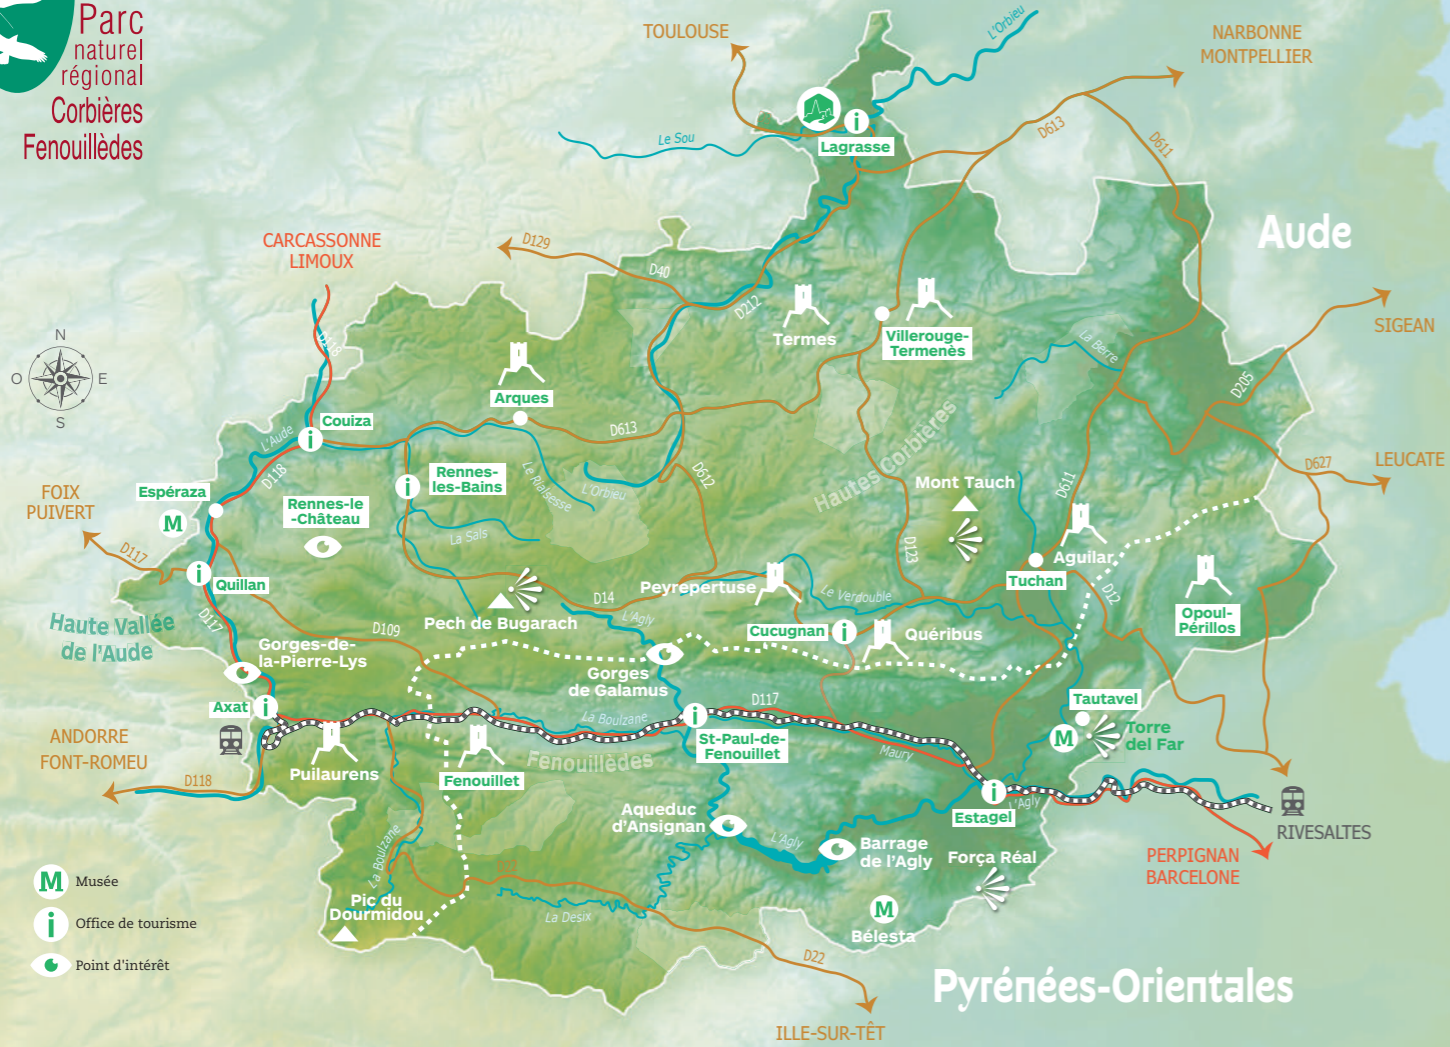 Parc
naturel
régional
Corbières
Fenouillèdes
TOULOUSE
L'Orbieu
NARBONNE
MONTPELLIER
Le Sou
Lagrasse
D613
D611
Aude
CARCASSONNE
LIMOUX
D129
D40
D212
D118
Termes
Villerouge-
Termenès
La Berre
SIGEAN
D205
N
O
E
S
Arques
Couiza
L'Aude
D118
D613
Hautes Corbières
Rennes-
les-Bains
Le Rialsesse
L'Orbieu
D612
Mont Tauch
D611
D627
LEUCATE
FOIX
PUIVERT
Espéraza
M
Rennes-le
-Château
La Sals
D123
Aguilar
D117
Quillan
Peyrepertuse
Le Verdouble
Tuchan
D12
Opoul-
Périllos
D14
L'Agly
Pech de Bugarach
Cucugnan
Quéribus
Haute Vallée
de l'Aude
D117
D109
Gorges-de-
la-Pierre-Lys
Gorges
de Galamus
Axat
La Boulzane
D117
Tautavel
M
Torre
del Far
St-Paul-de-
Fenouillet
Maury
ANDORRE
FONT-ROMEU
D118
Puilaurens
Fenouillet
Fenouillèdes
Estagel
L'Agly
RIVESALTES
Aqueduc
d'Ansignan
L'Agly
Barrage
de l'Agly
Força Réal
PERPIGNAN
BARCELONE
La Boulzane
Pic du
Dourmidou
La Desix
M
Bélesta
D22
ILLE-SUR-TÊT
Pyrénées-Orientales
M Musée
i Office de tourisme
Point d'intérêt